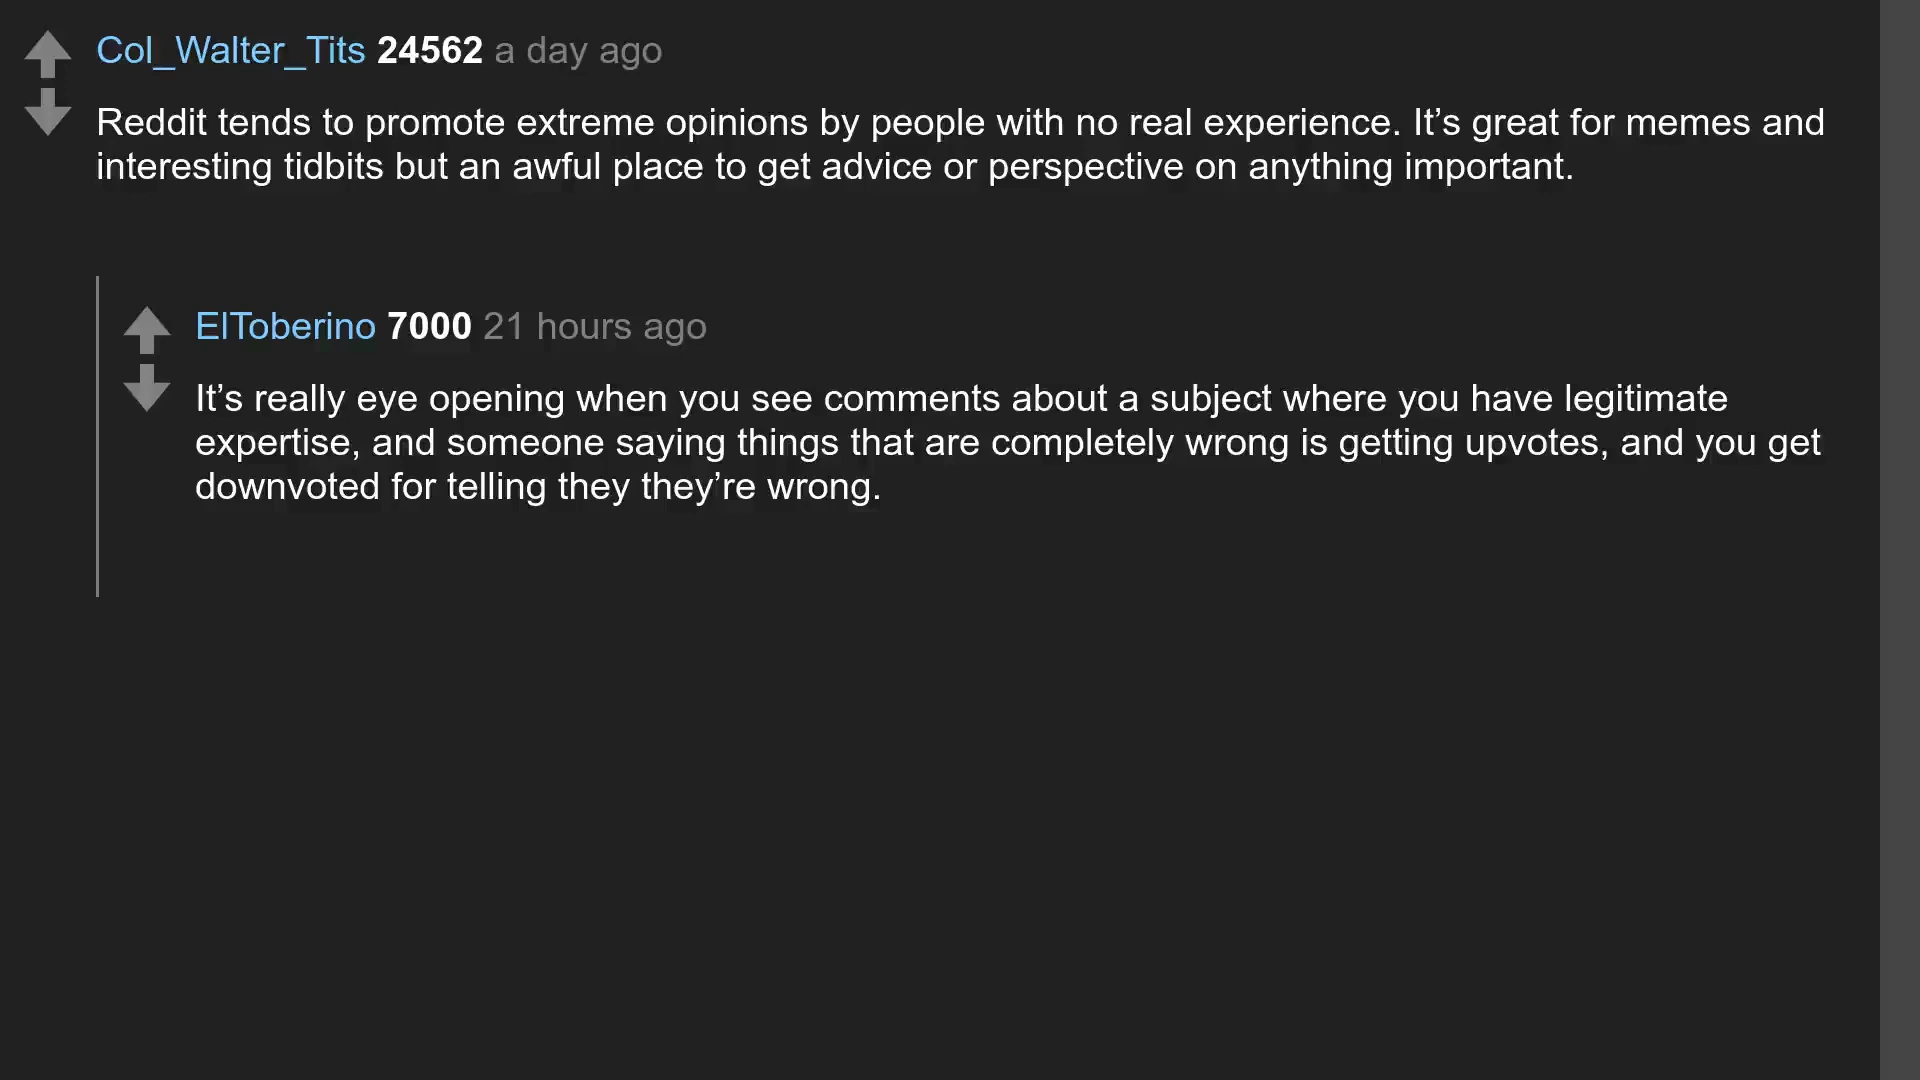 Col_Walter_Tits 24562 a day ago
Reddit tends to promote extreme opinions by people with no real experience. It’s great for memes and
interesting tidbits but an awful place to get advice or perspective on anything important.
ElToberino 7000 21 hours ago
It’s really eye opening when you see comments about a subject where you have legitimate
expertise, and someone saying things that are completely wrong is getting upvotes, and you get
downvoted for telling they they’re wrong.